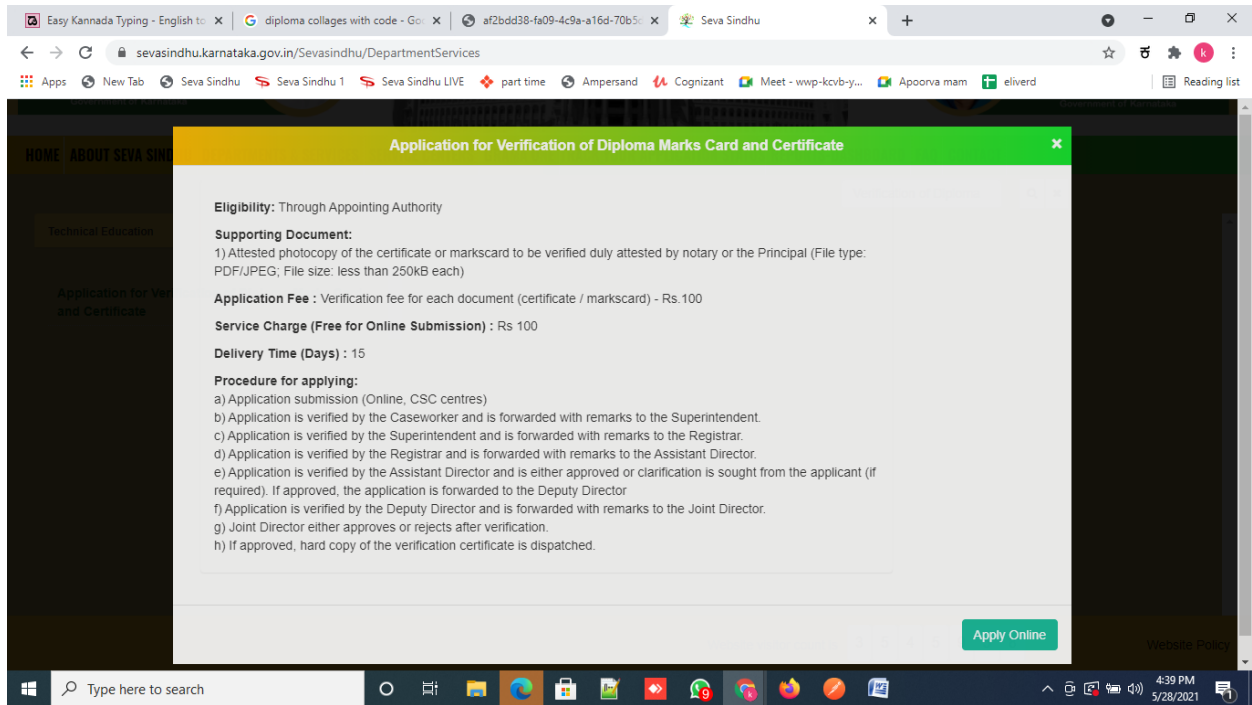 Easy Kannada Typing - English to
diploma collages with code - Goo
af2bdd38-fa09-4c9a-a16d-70b5c
Seva Sindhu
sevasindhu.karnataka.gov.in/Sevasindhu/DepartmentServices
ಕ
k
Apps
New Tab
Seva Sindhu
Seva Sindhu 1
Seva Sindhu LIVE
part time
Ampersand
Cognizant
Meet - wwp-kcvb-y...
Apoorva mam
eliverd
Reading list
Government of Karnataka
Government of Karnataka
HOME ABOUT SEVA SIND
Application for Verification of Diploma Marks Card and Certificate
Technical Education
Application for Ver
and Certificate
Eligibility: Through Appointing Authority
Supporting Document:
1) Attested photocopy of the certificate or markscard to be verified duly attested by notary or the Principal (File type:
PDF/JPEG; File size: less than 250kB each)
Application Fee : Verification fee for each document (certificate / markscard) - Rs.100
Service Charge (Free for Online Submission) : Rs 100
Delivery Time (Days) : 15
Procedure for applying:
a) Application submission (Online, CSC centres)
b) Application is verified by the Caseworker and is forwarded with remarks to the Superintendent.
c) Application is verified by the Superintendent and is forwarded with remarks to the Registrar.
d) Application is verified by the Registrar and is forwarded with remarks to the Assistant Director.
e) Application is verified by the Assistant Director and is either approved or clarification is sought from the applicant (if
required). If approved, the application is forwarded to the Deputy Director
f) Application is verified by the Deputy Director and is forwarded with remarks to the Joint Director.
g) Joint Director either approves or rejects after verification.
h) If approved, hard copy of the verification certificate is dispatched.
Apply Online
Website Policy
Type here to search
9
4:39 PM
5/28/2021
1